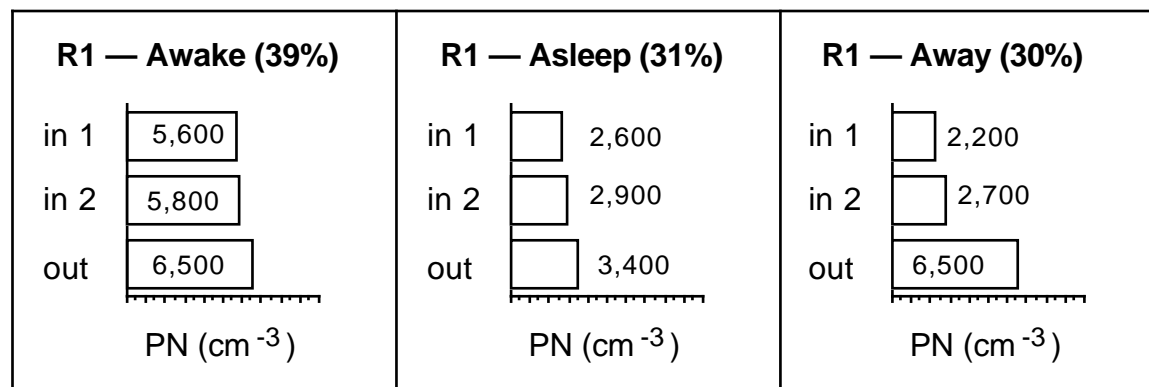 R1 — Awake (39%)
in 1 5,600
in 2 5,800
out 6,500
PN (cm⁻³)
R1 — Asleep (31%)
in 1 2,600
in 2 2,900
out 3,400
PN (cm⁻³)
R1 — Away (30%)
in 1 2,200
in 2 2,700
out 6,500
PN (cm⁻³)